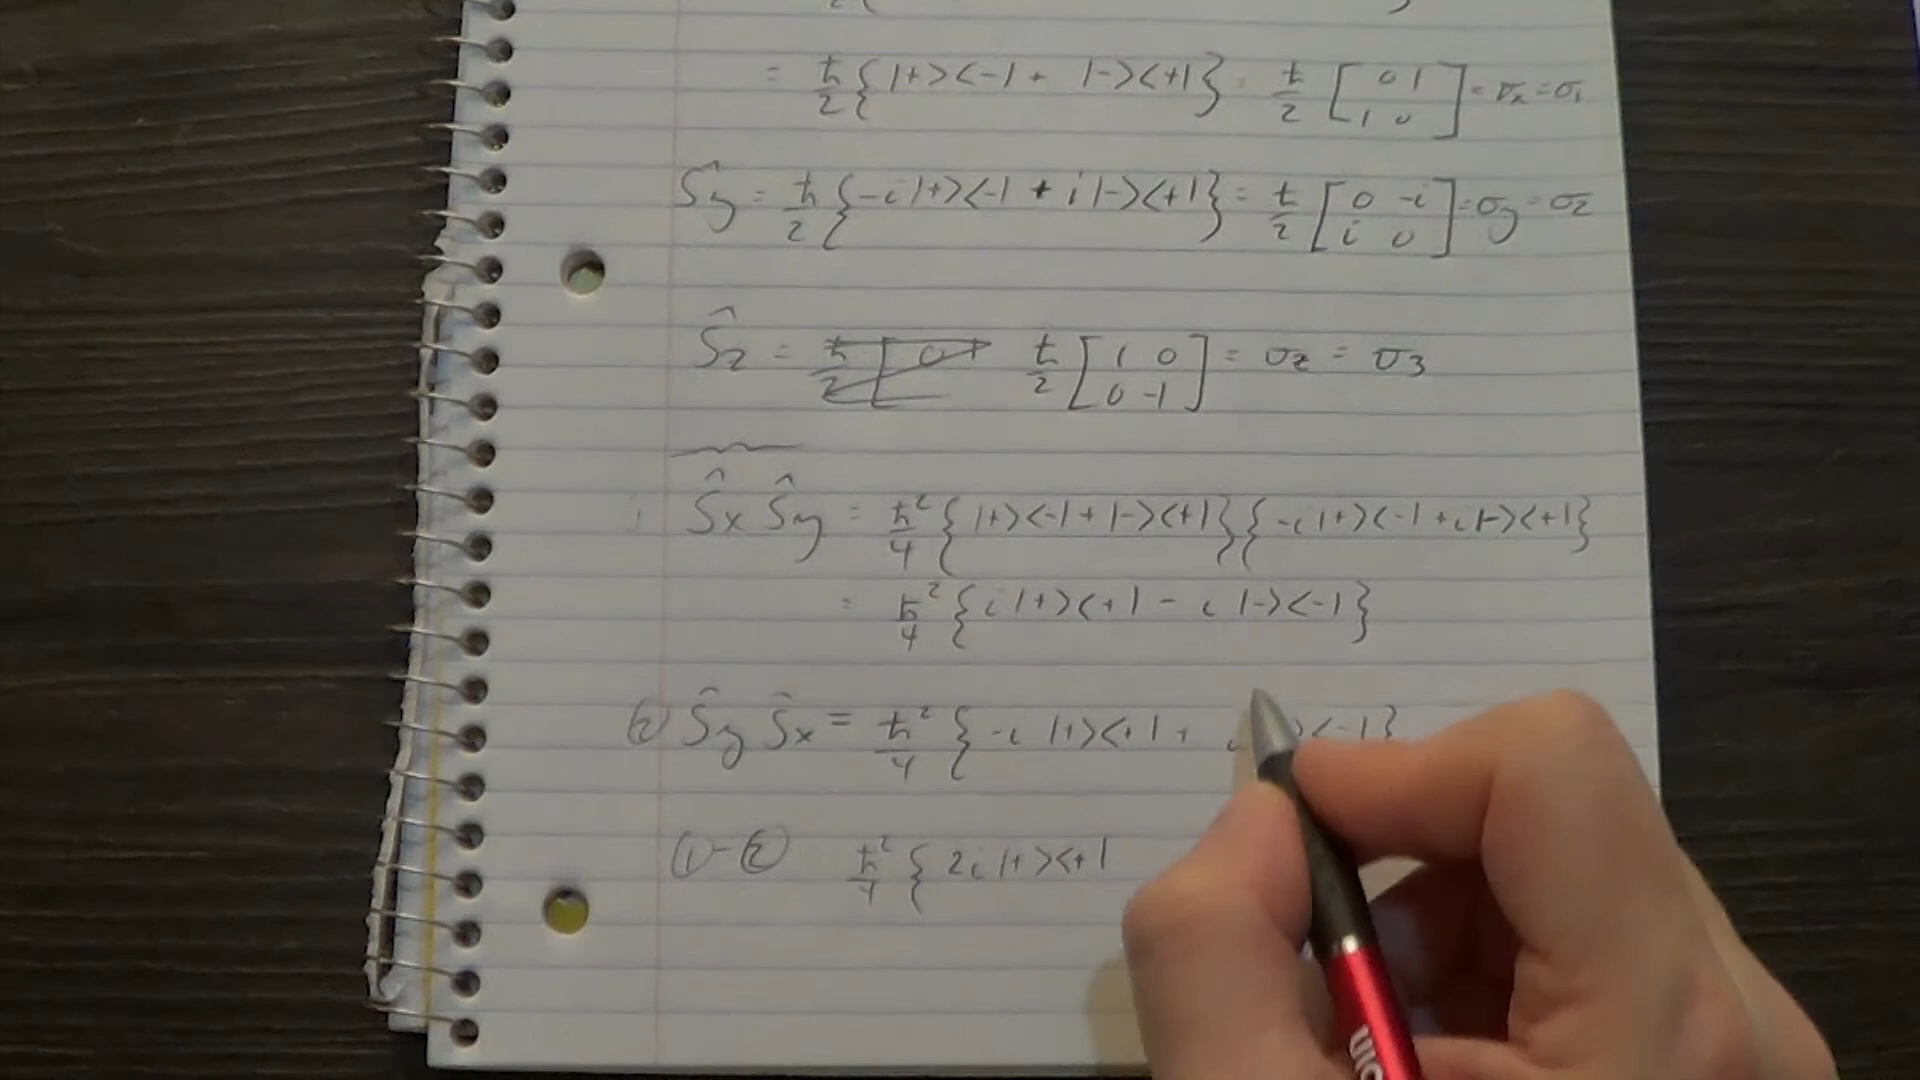 = ħ/2 { |+><-| + |-><+| } = ħ/2 [ 0 1 / 1 0 ] = σx = σ1
Ŝy = ħ/2 { -i |+><-| + i |-><+| } = ħ/2 [ 0 -i / i 0 ] = σy = σ2
Ŝz = ħ/2 [ 1 0 / 0 -1 ] = σz = σ3
Ŝx Ŝy = ħ²/4 { |+><-| + |-><+| } { -i |+><-| + i |-><+| }
= ħ²/4 { i |+><+| - i |-><-| }
② Ŝy Ŝx = ħ²/4 { -i |+><+| + i ><-| }
①-② ħ²/4 { 2i |+><+|